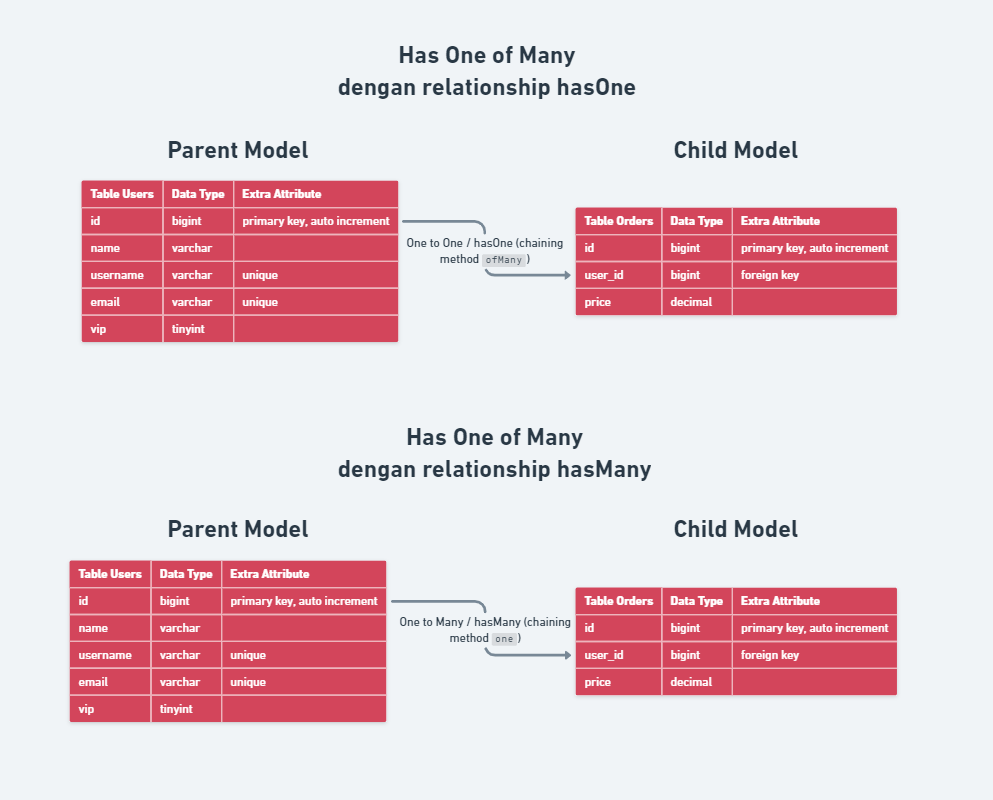 Has One of Many
dengan relationship hasOne
Parent Model
Child Model
Table Users Data Type Extra Attribute
id bigint primary key, auto increment
name varchar
username varchar unique
email varchar unique
vip tinyint
One to One / hasOne (chaining
method ofMany)
Table Orders Data Type Extra Attribute
id bigint primary key, auto increment
user_id bigint foreign key
price decimal
Has One of Many
dengan relationship hasMany
Parent Model
Child Model
Table Users Data Type Extra Attribute
id bigint primary key, auto increment
name varchar
username varchar unique
email varchar unique
vip tinyint
One to Many / hasMany (chaining
method one)
Table Orders Data Type Extra Attribute
id bigint primary key, auto increment
user_id bigint foreign key
price decimal